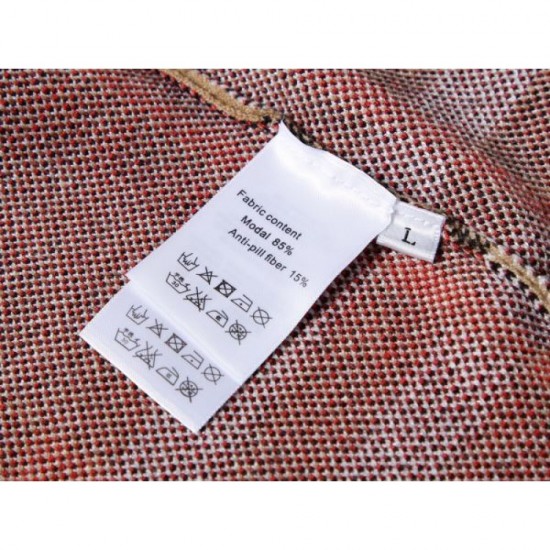 Fabric content
Modal 85%
Anti-pill fiber 15%
L